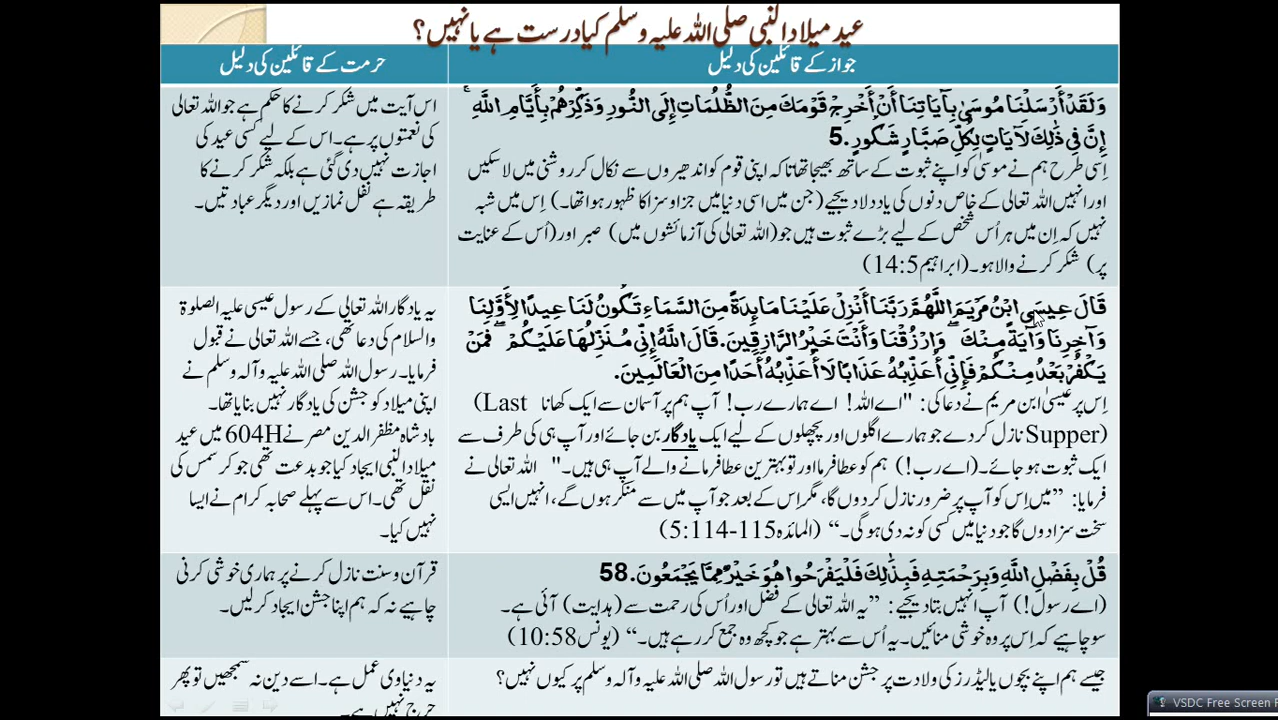 عید میلاد النبی صلی اللہ علیہ وسلم کیا درست ہے یا نہیں؟
جواز کے قائلین کی دلیل
حرمت کے قائلین کی دلیل
وَلَقَدْ أَرْسَلْنَا مُوسَىٰ بِآيَاتِنَا أَنْ أَخْرِجْ قَوْمَكَ مِنَ الظُّلُمَاتِ إِلَى النُّورِ وَذَكِّرْهُمْ بِأَيَّامِ اللَّهِ ۚ
إِنَّ فِي ذَٰلِكَ لَآيَاتٍ لِكُلِّ صَبَّارٍ شَكُورٍ .5
اِسی طرح ہم نے موسیٰ کو اپنے ثبوت کے ساتھ بھیجا تھا تاکہ اپنی قوم کو اندھیروں سے نکال کر روشنی میں لا سکیں
اور انہیں اللہ تعالی کے خاص دنوں کی یاد دلا دیجیے (جن میں اسی دنیا میں جزا و سزا کا ظہور ہوا تھا۔) اِس میں شبہ
نہیں کہ اِن میں ہر اُس شخص کے لیے بڑے ثبوت ہیں جو (اللہ تعالی کی آزمائشوں میں) صبر اور (اُس کے عنایت
پر) شکر کرنے والا ہو۔ (ابراہیم 14:5)
اس آیت میں شکر کرنے کا حکم ہے جو اللہ تعالی
کی نعمتوں پر ہے۔ اس کے لیے کسی عید کی
اجازت نہیں دی گئی ہے بلکہ شکر کرنے کا
طریقہ ہے نفل نمازیں اور دیگر عبادتیں۔
قَالَ عِيسَى ابْنُ مَرْيَمَ اللَّهُمَّ رَبَّنَا أَنْزِلْ عَلَيْنَا مَائِدَةً مِنَ السَّمَاءِ تَكُونُ لَنَا عِيدًا لِأَوَّلِنَا
وَآخِرِنَا وَآيَةً مِنْكَ ۖ وَارْزُقْنَا وَأَنْتَ خَيْرُ الرَّازِقِينَ. قَالَ اللَّهُ إِنِّي مُنَزِّلُهَا عَلَيْكُمْ ۖ فَمَنْ
يَكْفُرْ بَعْدُ مِنْكُمْ فَإِنِّي أُعَذِّبُهُ عَذَابًا لَا أُعَذِّبُهُ أَحَدًا مِنَ الْعَالَمِينَ.
اِس پر عیسیٰ ابن مریم نے دعا کی: "اے اللہ! اے ہمارے رب! آپ ہم پر آسمان سے ایک کھانا (Last
Supper) نازل کر دے جو ہمارے اگلوں اور پچھلوں کے لیے ایک یادگار بن جائے اور آپ ہی کی طرف سے
ایک ثبوت ہو جائے۔ (اے رب!) ہم کو عطا فرما اور تو بہترین عطا فرمانے والے آپ ہی ہیں۔" اللہ تعالی نے
فرمایا: ”میں اِس کو آپ پر ضرور نازل کر دوں گا، مگر اِس کے بعد جو آپ میں سے منکر ہوں گے، انہیں ایسی
سخت سزا دوں گا جو دنیا میں کسی کو نہ دی ہو گی۔“ (المائدہ 115-5:114)
یہ یادگار اللہ تعالی کے رسول عیسی علیہ الصلوۃ
والسلام کی دعا تھی، جسے اللہ تعالی نے قبول
فرمایا۔ رسول اللہ صلی اللہ علیہ وآلہ وسلم نے
اپنی میلاد کو جشن کی یادگار نہیں بنایا تھا۔
بادشاہ مظفر الدین مصر نے 604H میں عید
میلاد النبی ایجاد کیا جو بدعت تھی جو کرسمس کی
نقل تھی۔ اس سے پہلے صحابہ کرام نے ایسا
نہیں کیا۔
قُلْ بِفَضْلِ اللَّهِ وَبِرَحْمَتِهِ فَبِذَٰلِكَ فَلْيَفْرَحُوا هُوَ خَيْرٌ مِمَّا يَجْمَعُونَ. 58
(اے رسول!) آپ انہیں بتا دیجیے: ”یہ اللہ تعالی کے فضل اور اُس کی رحمت سے (ہدایت) آئی ہے۔
سو چاہیے کہ اِس پر وہ خوشی منائیں۔ یہ اُس سے بہتر ہے جو کچھ وہ جمع کر رہے ہیں۔“ (یونس 10:58)
قرآن و سنت نازل کرنے پر ہماری خوشی کرنی
چاہیے نہ کہ ہم اپنا جشن ایجاد کر لیں۔
جیسے ہم اپنے بچوں یا لیڈرز کی ولادت پر جشن مناتے ہیں تو رسول اللہ صلی اللہ علیہ وآلہ وسلم پر کیوں نہیں؟
یہ دنیاوی عمل ہے۔ اسے دین نہ سمجھیں تو پھر
حرج نہیں ہے۔
VSDC Free Screen